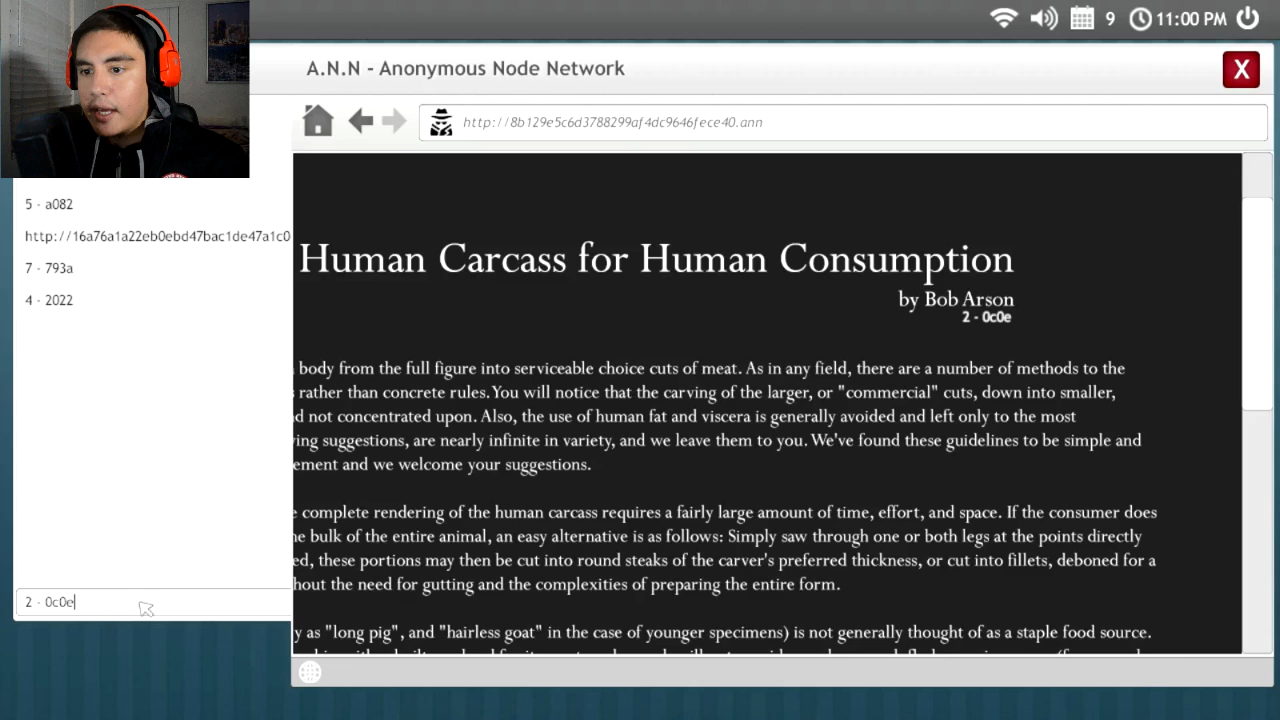 9 11:00 PM
A.N.N - Anonymous Node Network
X
http://8b129e5c6d3788299af4dc9646fece40.ann
5 - a082
http://16a76a1a22eb0ebd47bac1de47a1c0
7 - 793a
4 - 2022
2 - 0c0e
Human Carcass for Human Consumption
by Bob Arson
2 - 0c0e
body from the full figure into serviceable choice cuts of meat. As in any field, there are a number of methods to the
rather than concrete rules. You will notice that the carving of the larger, or "commercial" cuts, down into smaller,
d not concentrated upon. Also, the use of human fat and viscera is generally avoided and left only to the most
ving suggestions, are nearly infinite in variety, and we leave them to you. We've found these guidelines to be simple and
ement and we welcome your suggestions.
e complete rendering of the human carcass requires a fairly large amount of time, effort, and space. If the consumer does
he bulk of the entire animal, an easy alternative is as follows: Simply saw through one or both legs at the points directly
ed, these portions may then be cut into round steaks of the carver's preferred thickness, or cut into fillets, deboned for a
hout the need for gutting and the complexities of preparing the entire form.
y as "long pig", and "hairless goat" in the case of younger specimens) is not generally thought of as a staple food source.